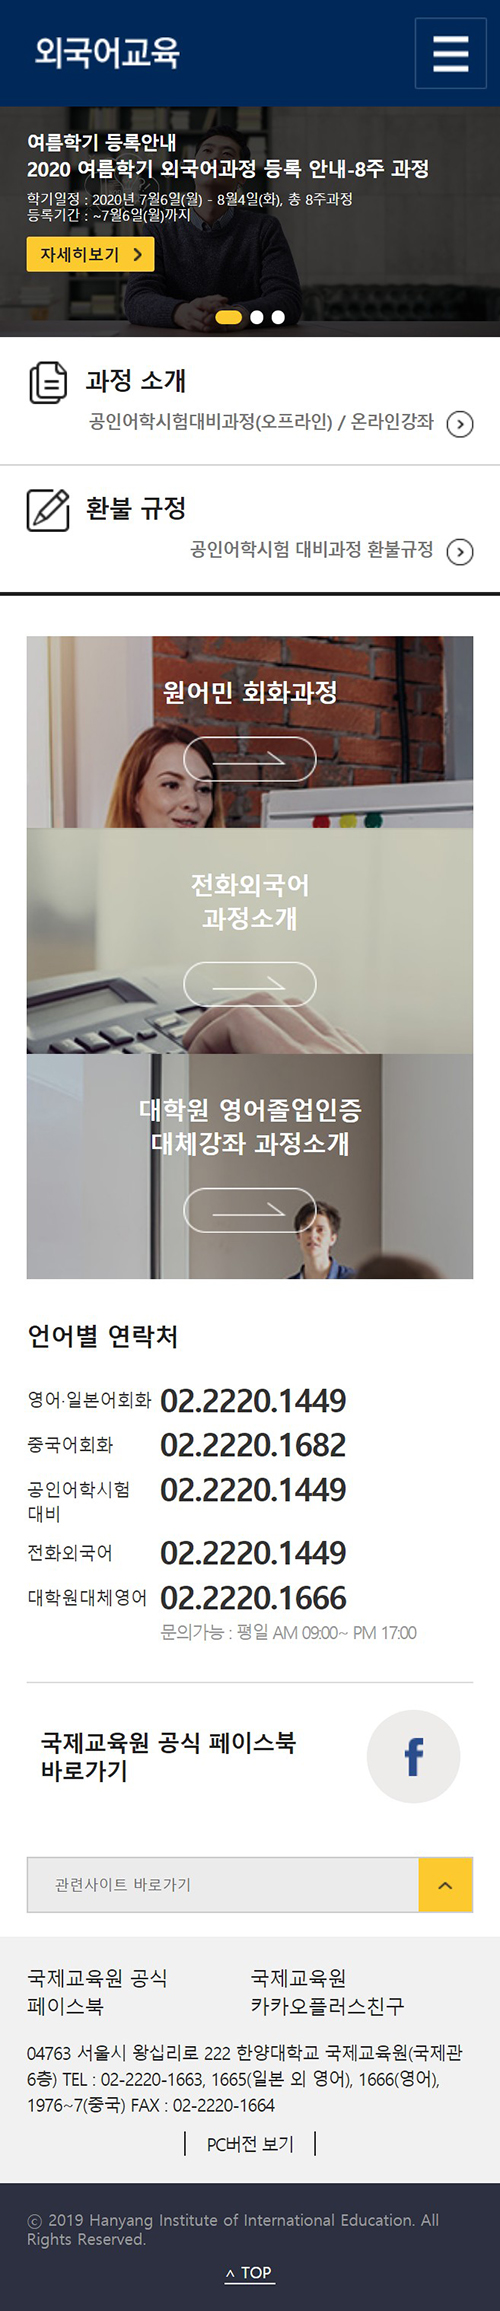 외국어교육
여름학기 등록안내
2020 여름학기 외국어과정 등록 안내-8주 과정
학기일정 : 2020년 7월6일(월) - 8월4일(화), 총 8주과정
등록기간 : ~7월6일(월)까지
자세히보기
과정 소개
공인어학시험대비과정(오프라인) / 온라인강좌
환불 규정
공인어학시험 대비과정 환불규정
원어민 회화과정
전화외국어
과정소개
대학원 영어졸업인증
대체강좌 과정소개
언어별 연락처
영어·일본어회화 02.2220.1449
중국어회화 02.2220.1682
공인어학시험 02.2220.1449
대비
전화외국어 02.2220.1449
대학원대체영어 02.2220.1666
문의가능 : 평일 AM 09:00~ PM 17:00
국제교육원 공식 페이스북
바로가기
f
관련사이트 바로가기
국제교육원 공식
페이스북
국제교육원
카카오플러스친구
04763 서울시 왕십리로 222 한양대학교 국제교육원(국제관
6층) TEL : 02-2220-1663, 1665(일본 외 영어), 1666(영어),
1976~7(중국) FAX : 02-2220-1664
PC버전 보기
ⓒ 2019 Hanyang Institute of International Education. All
Rights Reserved.
^ TOP